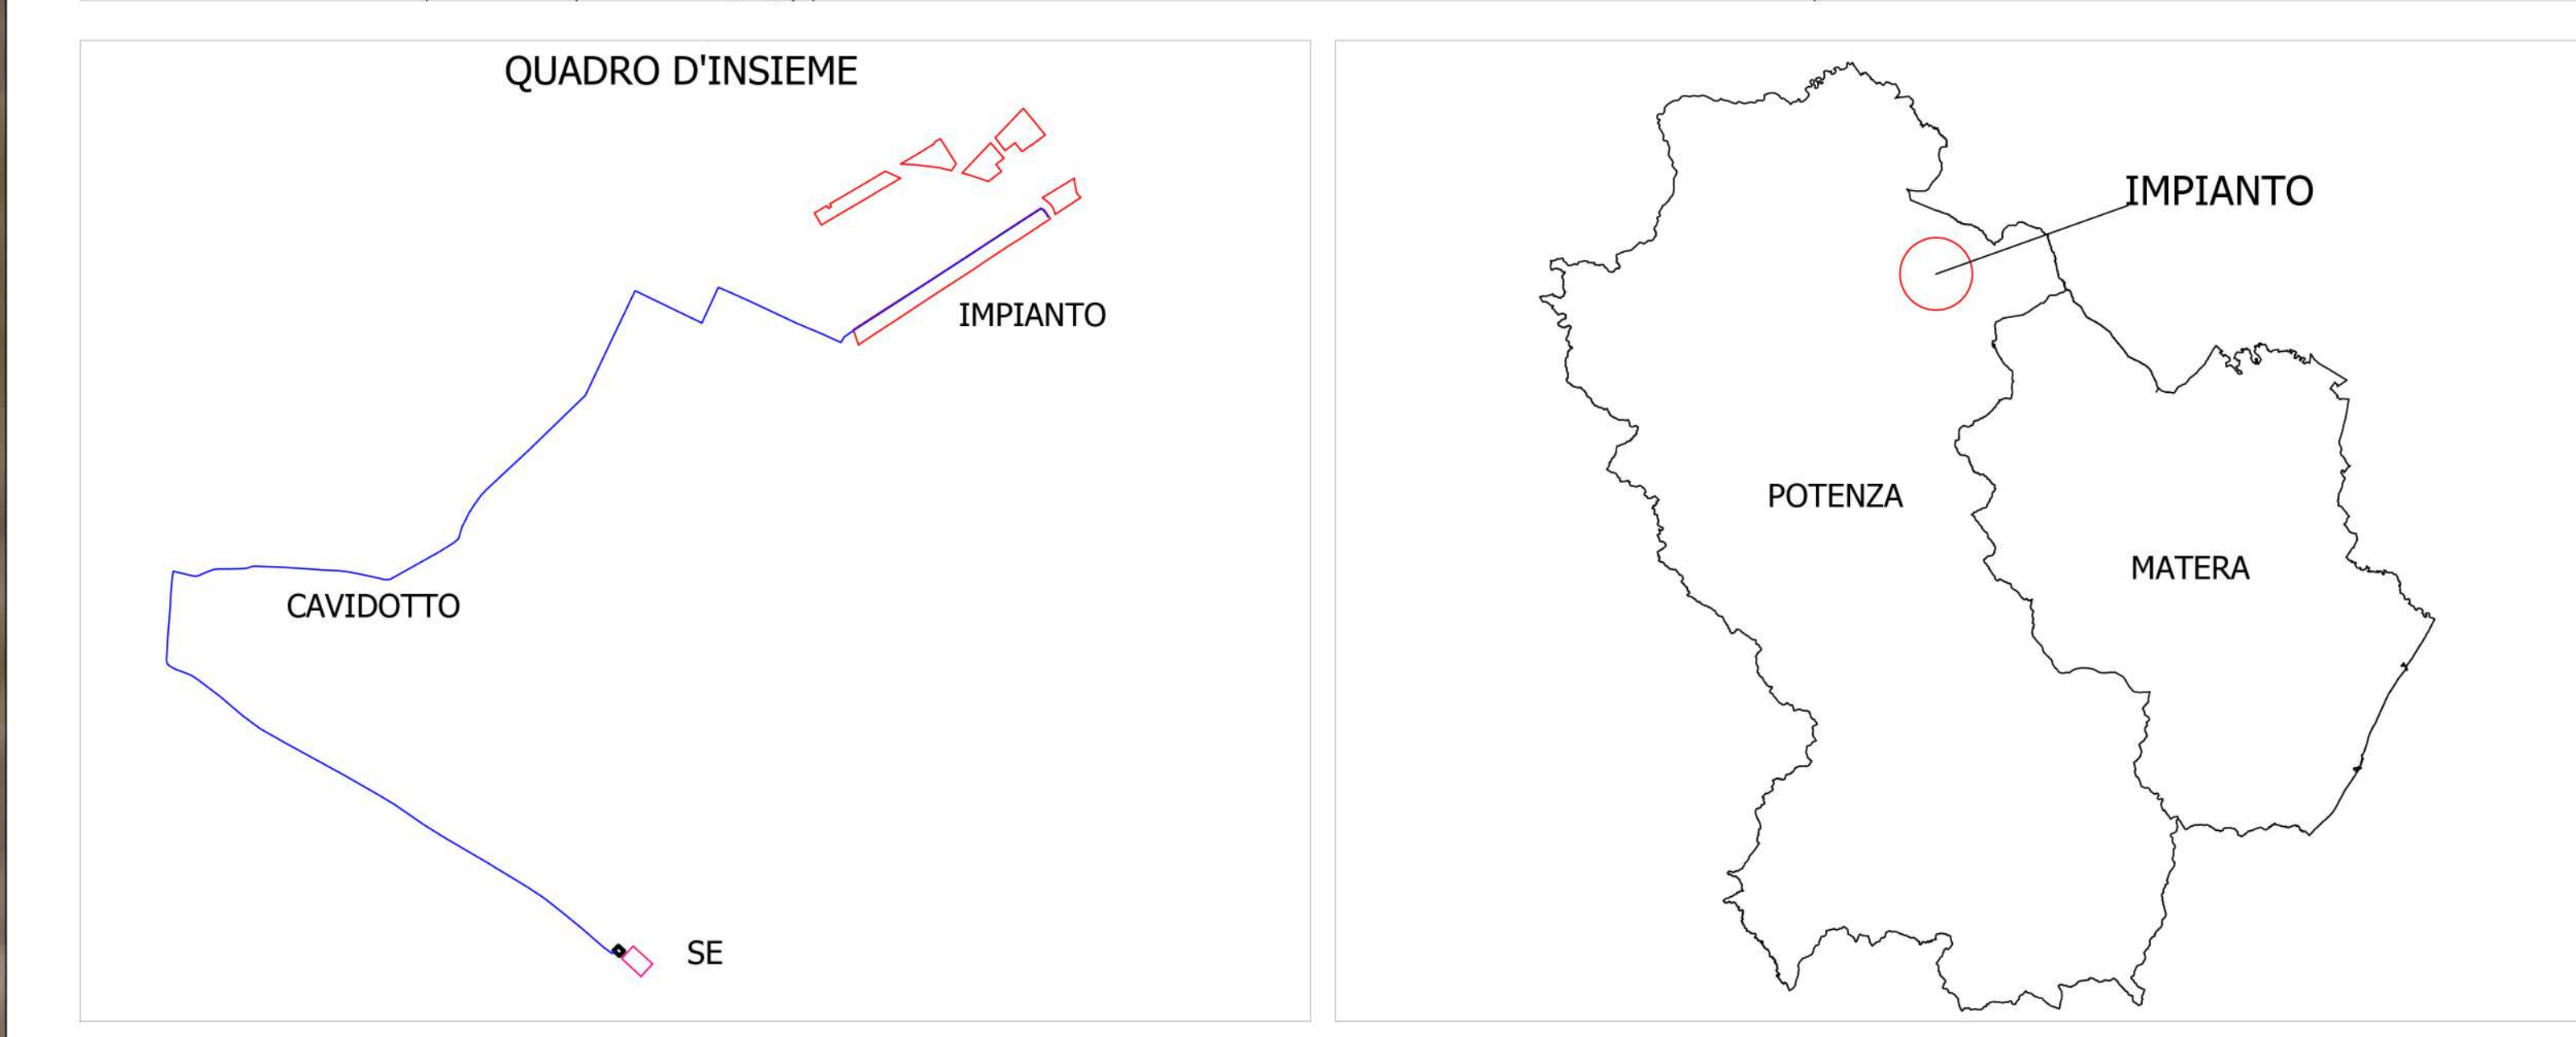 QUADRO D'INSIEME
IMPIANTO
CAVIDOTTO
SE
IMPIANTO
POTENZA
MATERA